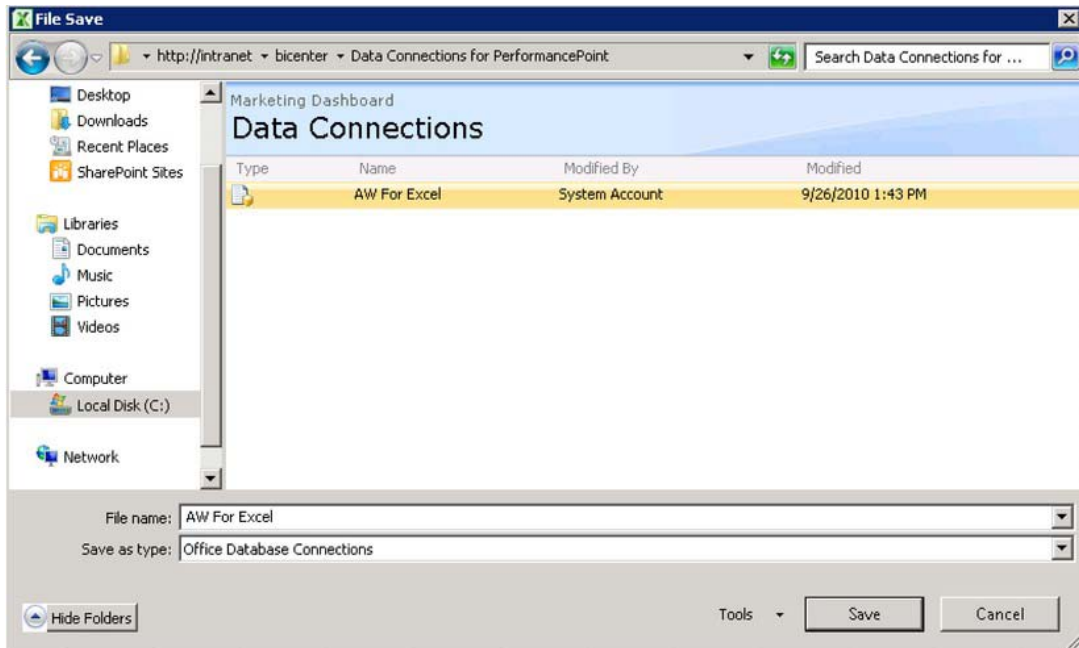 File Save
http://intranet bicenter Data Connections for PerformancePoint
Search Data Connections for ...
Desktop
Downloads
Recent Places
SharePoint Sites
Libraries
Documents
Music
Pictures
Videos
Computer
Local Disk (C:)
Network
Marketing Dashboard
Data Connections
Type Name Modified By Modified
AW For Excel System Account 9/26/2010 1:43 PM
File name: AW For Excel
Save as type: Office Database Connections
Hide Folders Tools Save Cancel